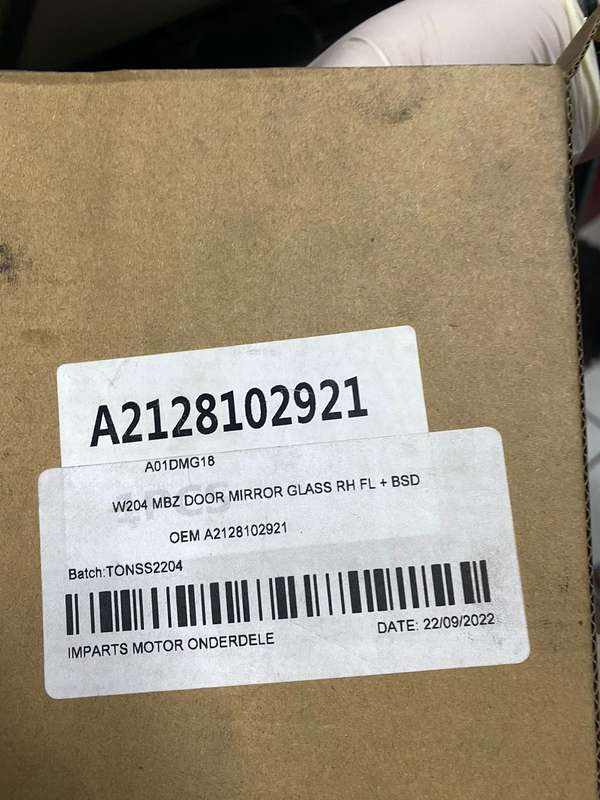 A2128102921
A01DMG18
W204 MBZ DOOR MIRROR GLASS RH FL + BSD
OEM A2128102921
Batch:TONSS2204
IMPARTS MOTOR ONDERDELE
DATE: 22/09/2022